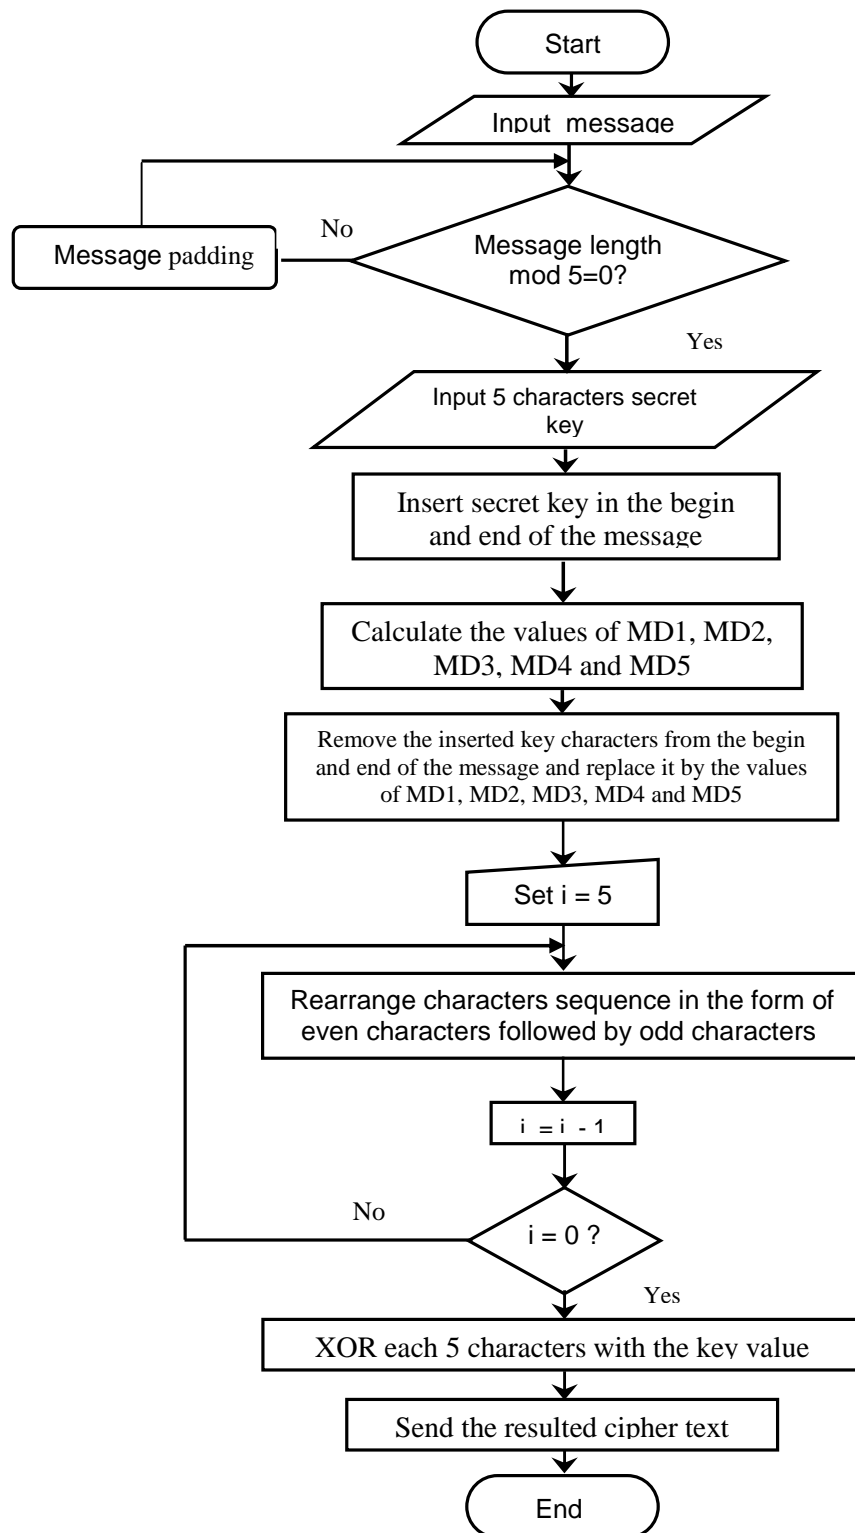 Start
Input message
No
Message padding
Message length
mod 5=0?
Yes
Input 5 characters secret
key
Insert secret key in the begin
and end of the message
Calculate the values of MD1, MD2,
MD3, MD4 and MD5
Remove the inserted key characters from the begin
and end of the message and replace it by the values
of MD1, MD2, MD3, MD4 and MD5
Set i = 5
Rearrange characters sequence in the form of
even characters followed by odd characters
i = i - 1
No
i = 0 ?
Yes
XOR each 5 characters with the key value
Send the resulted cipher text
End